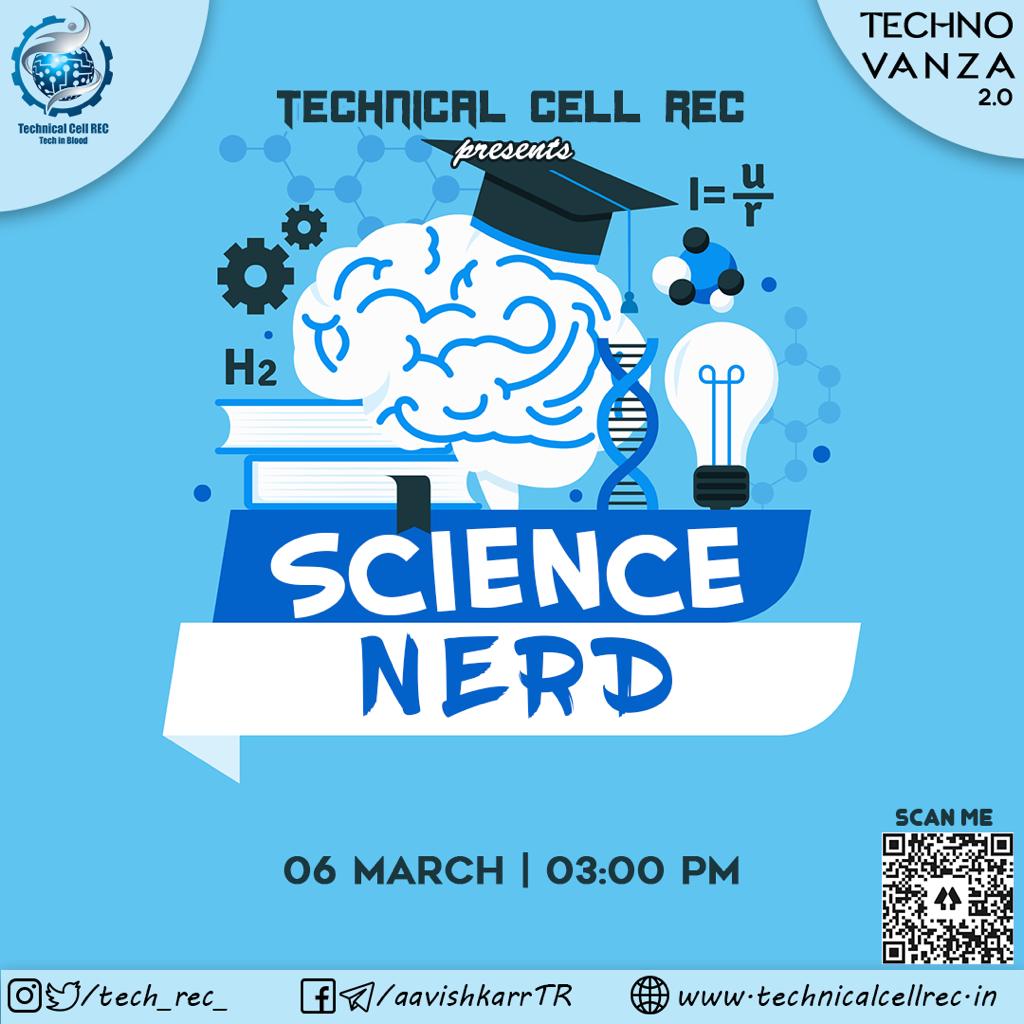 Technical Cell REC
Tech in Blood
TECHNO
VANZA
2.0
TECHNICAL CELL REC
presents
I=u/r
H2
SCIENCE
NERD
06 MARCH | 03:00 PM
SCAN ME
/tech_rec_
/aavishkarrTR
www.technicalcellrec.in